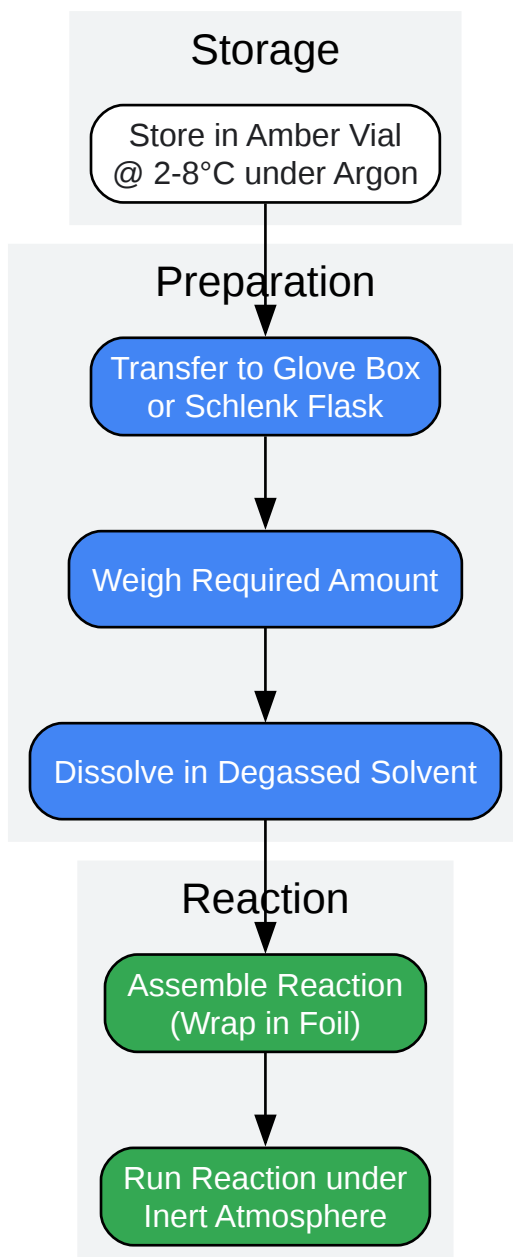 Storage
Store in Amber Vial
@ 2-8°C under Argon
Preparation
Transfer to Glove Box
or Schlenk Flask
Weigh Required Amount
Dissolve in Degassed Solvent
Reaction
Assemble Reaction
(Wrap in Foil)
Run Reaction under
Inert Atmosphere